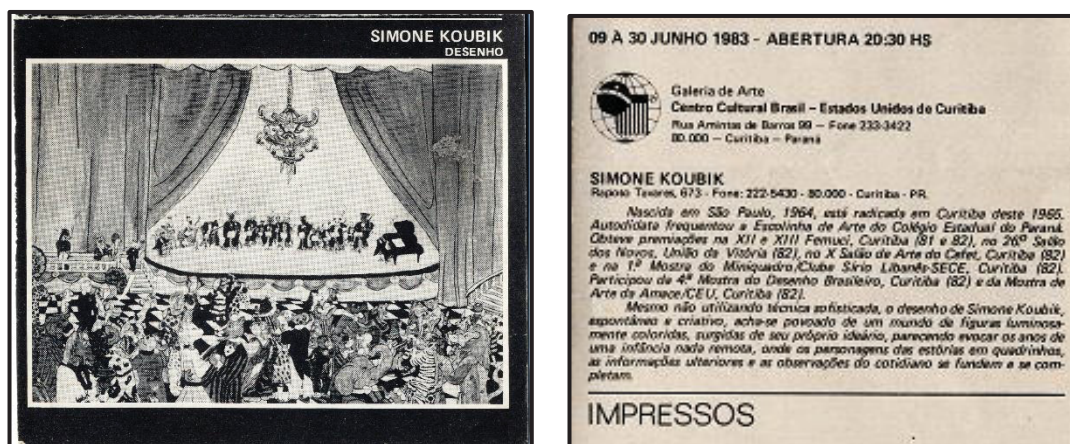 SIMONE KOUBIK
DESENHO
09 À 30 JUNHO 1983 - ABERTURA 20:30 HS
Galeria de Arte
Centro Cultural Brasil – Estados Unidos de Curitiba
Rua Amintas de Barros 99 – Fone 233-3422
80.000 – Curitiba – Paraná
SIMONE KOUBIK
Raposo Tavares, 673 - Fone: 222-5430 - 80.000 - Curitiba - PR.
Nascida em São Paulo, 1964, está radicada em Curitiba deste 1965.
Autodidata frequentou a Escolinha de Arte do Colégio Estadual do Paraná.
Obteve premiações na XII e XIII Femuci, Curitiba (81 e 82), no 26º Salão
dos Novos, União da Vitória (82), no X Salão de Arte do Cefet, Curitiba (82)
e na 1ª Mostra do Miniquadro/Clube Sírio Libanês-SECE, Curitiba (82).
Participou da 4ª Mostra do Desenho Brasileiro, Curitiba (82) e da Mostra de
Arte da Amace/CEU, Curitiba (82).
Mesmo não utilizando técnica sofisticada, o desenho de Simone Koubik,
espontâneo e criativo, acha-se povoado de um mundo de figuras luminosa-
mente coloridas, surgidas de seu próprio ideário, parecendo evocar os anos de
uma infância nada remota, onde os personagens das estórias em quadrinhos,
as informações ulteriores e as observações do cotidiano se fundem e se com-
pletam.
IMPRESSOS